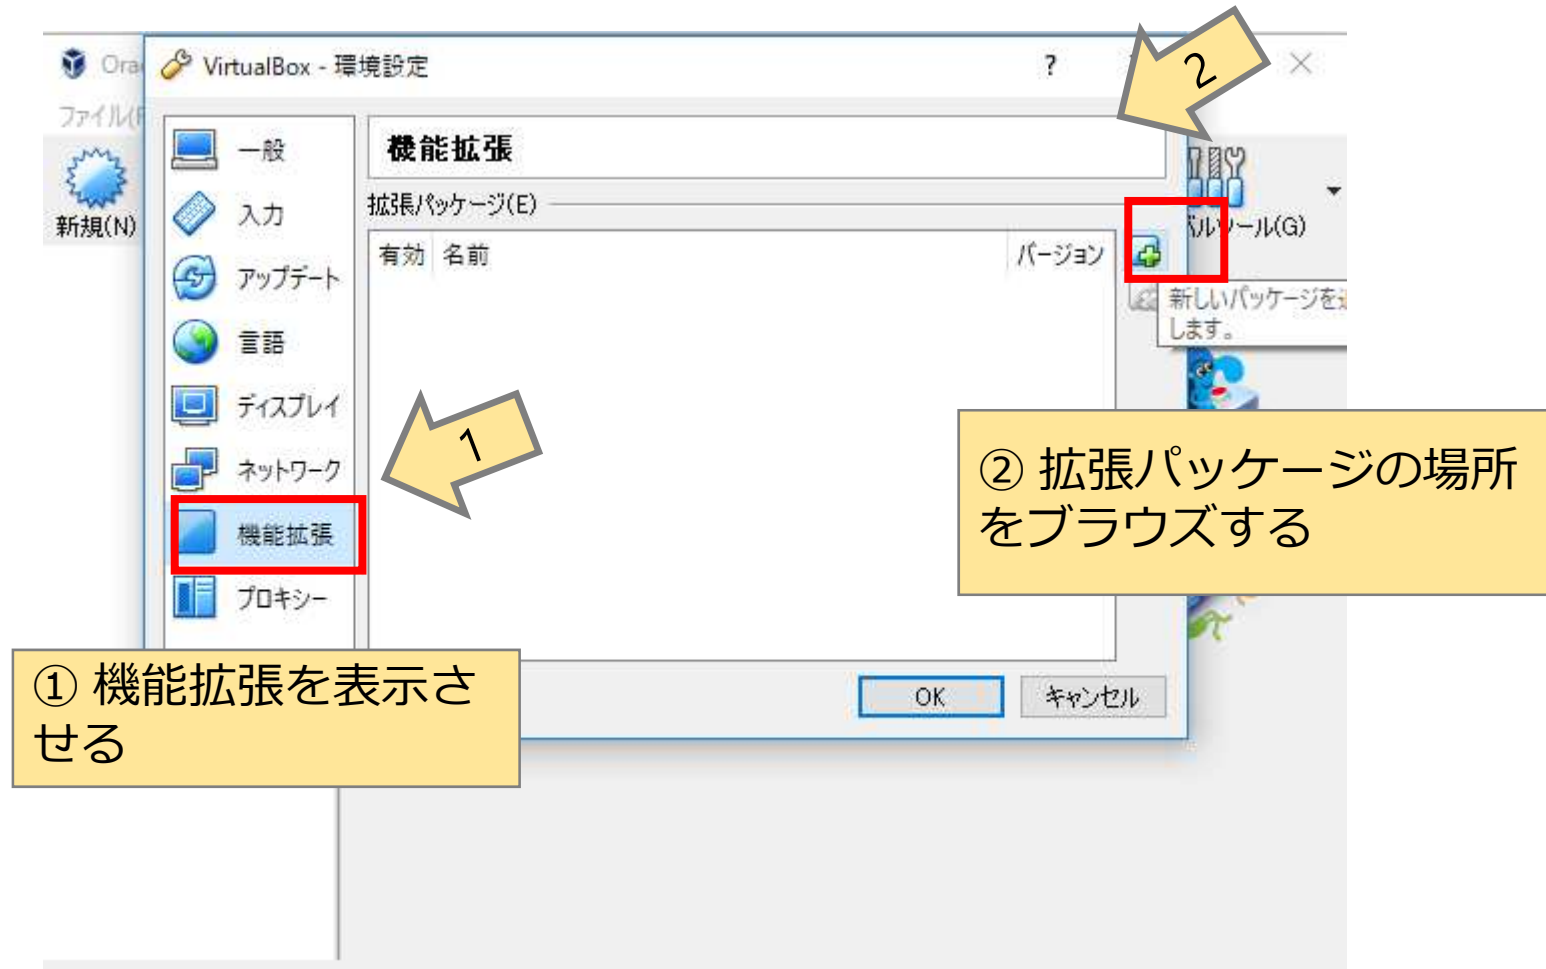 VirtualBox - 環境設定
?
2
ファイル(F
新規(N)
一般
入力
アップデート
言語
ディスプレイ
ネットワーク
機能拡張
プロキシー
機能拡張
拡張パッケージ(E)
有効 名前 バージョン
ルツール(G)
新しいパッケージを
します。
1
② 拡張パッケージの場所
をブラウズする
① 機能拡張を表示さ
せる
OK キャンセル